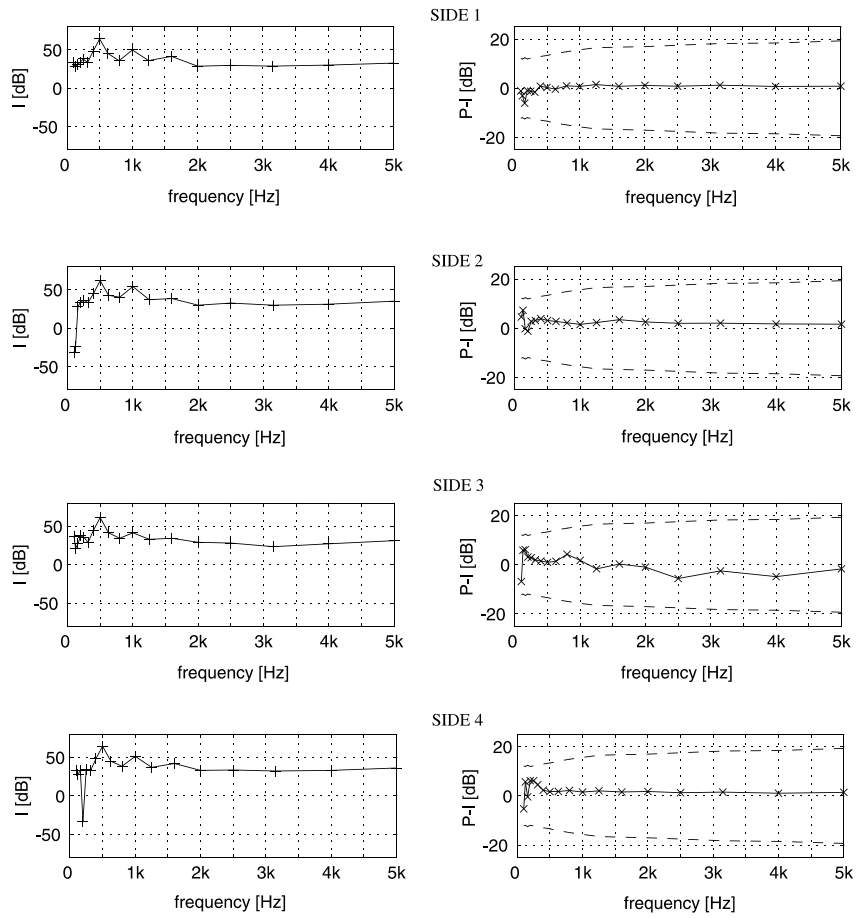 SIDE 1
50
0
-50
I [dB]
0 1k 2k 3k 4k 5k
frequency [Hz]
20
0
-20
P-I [dB]
0 1k 2k 3k 4k 5k
frequency [Hz]
SIDE 2
50
0
-50
I [dB]
0 1k 2k 3k 4k 5k
frequency [Hz]
20
0
-20
P-I [dB]
0 1k 2k 3k 4k 5k
frequency [Hz]
SIDE 3
50
0
-50
I [dB]
0 1k 2k 3k 4k 5k
frequency [Hz]
20
0
-20
P-I [dB]
0 1k 2k 3k 4k 5k
frequency [Hz]
SIDE 4
50
0
-50
I [dB]
0 1k 2k 3k 4k 5k
frequency [Hz]
20
0
-20
P-I [dB]
0 1k 2k 3k 4k 5k
frequency [Hz]